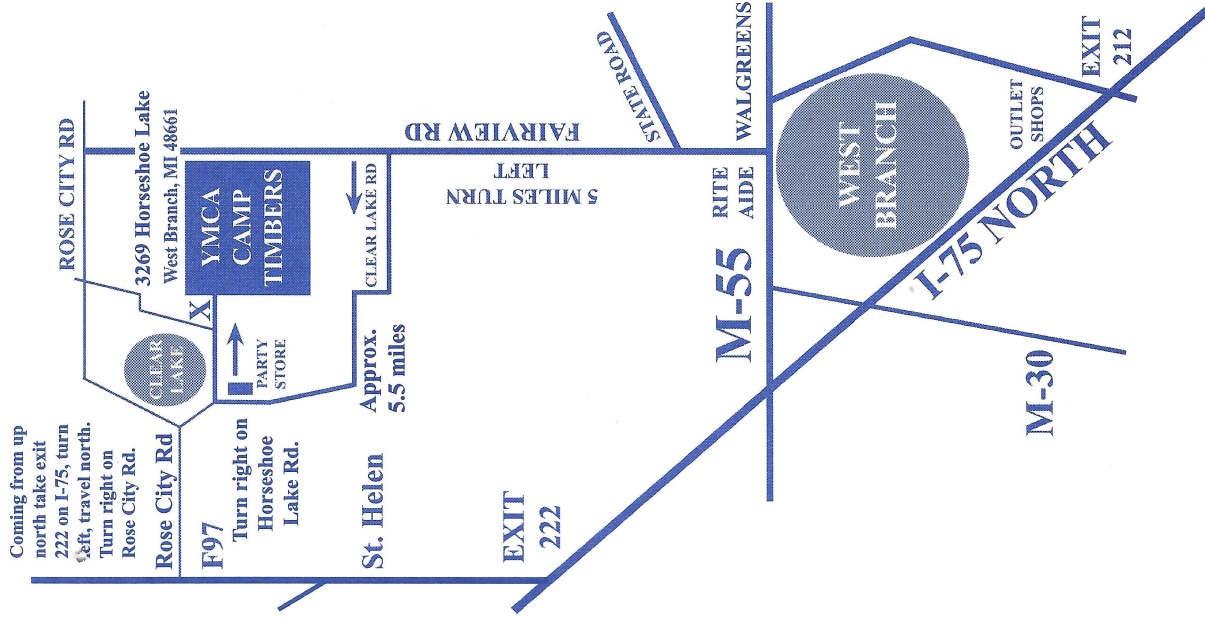 Coming from up
north take exit
222 on I-75, turn
left, travel north.
Turn right on
Rose City Rd.
Rose City Rd
F97
Turn right on
Horseshoe
Lake Rd.
St. Helen
EXIT
222
ROSE CITY RD
3269 Horseshoe Lake
West Branch, MI 48661
YMCA
CAMP
TIMBERS
X
CLEAR
LAKE
PARTY
STORE
Approx.
5.5 miles
CLEAR LAKE RD
FAIRVIEW RD
5 MILES TURN
LEFT
STATE ROAD
WALGREENS
RITE
AIDE
M-55
WEST
BRANCH
OUTLET
SHOPS
EXIT
212
I-75 NORTH
M-30